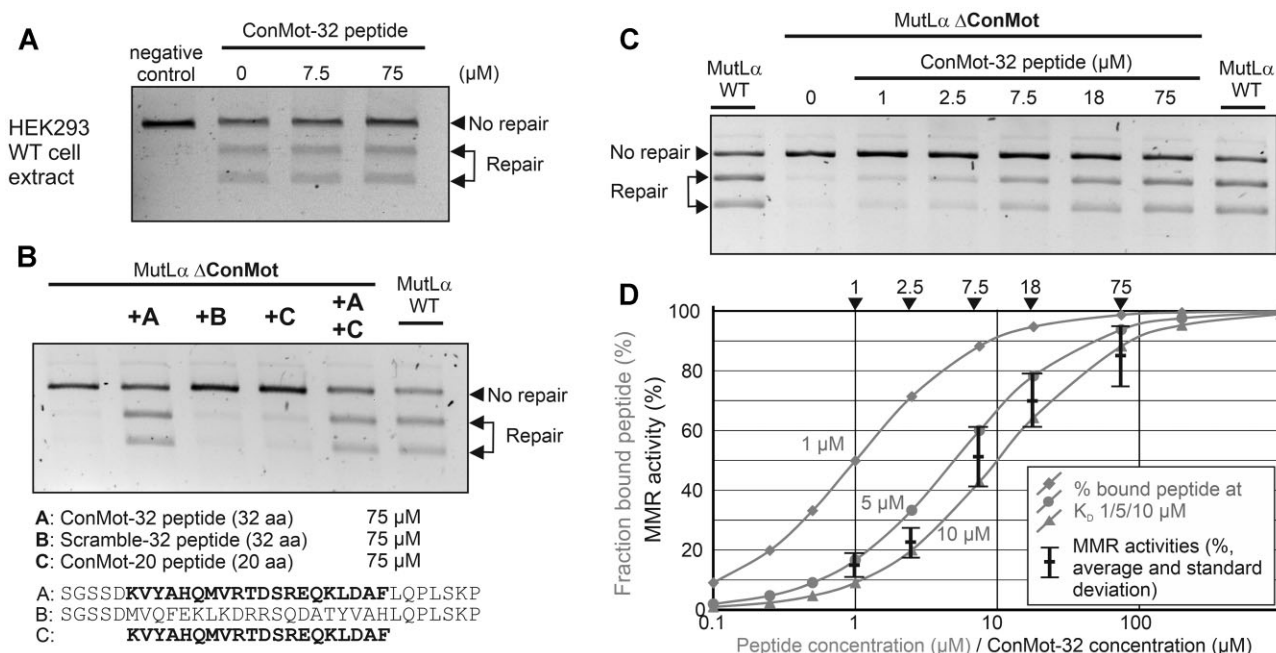 A
ConMot-32 peptide
negative
control
0 7.5 75 (µM)
HEK293
WT cell
extract
No repair
Repair
B
MutLα ΔConMot
MutLα
WT
+A +B +C +A
+C
No repair
Repair
A: ConMot-32 peptide (32 aa) 75 µM
B: Scramble-32 peptide (32 aa) 75 µM
C: ConMot-20 peptide (20 aa) 75 µM
A: SGSSDKVYAHQMVRTDSREQKLDAFLQPLSKP
B: SGSSDMVQFEKLKDRRSQDATYVAHLQPLSKP
C: KVYAHQMVRTDSREQKLDAF
C
MutLα ΔConMot
MutLα
WT
ConMot-32 peptide (µM)
MutLα
WT
0 1 2.5 7.5 18 75
No repair
Repair
D
1 2.5 7.5 18 75
Fraction bound peptide (%)
MMR activity (%)
100
90
80
70
60
50
40
30
20
10
0
1 µM
5 µM
10 µM
% bound peptide at
KD 1/5/10 µM
MMR activities (%,
average and standard
deviation)
0.1 1 10 100
Peptide concentration (µM) / ConMot-32 concentration (µM)